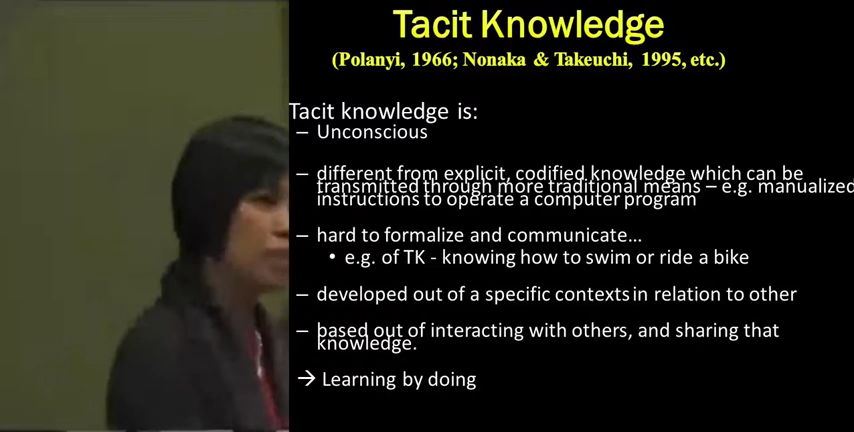 Tacit Knowledge
(Polanyi, 1966; Nonaka & Takeuchi, 1995, etc.)
Tacit knowledge is:
– Unconscious
– different from explicit, codified knowledge which can be
transmitted through more traditional means – e.g. manualized
instructions to operate a computer program
– hard to formalize and communicate...
• e.g. of TK - knowing how to swim or ride a bike
– developed out of a specific contexts in relation to other
– based out of interacting with others, and sharing that
knowledge.
→ Learning by doing